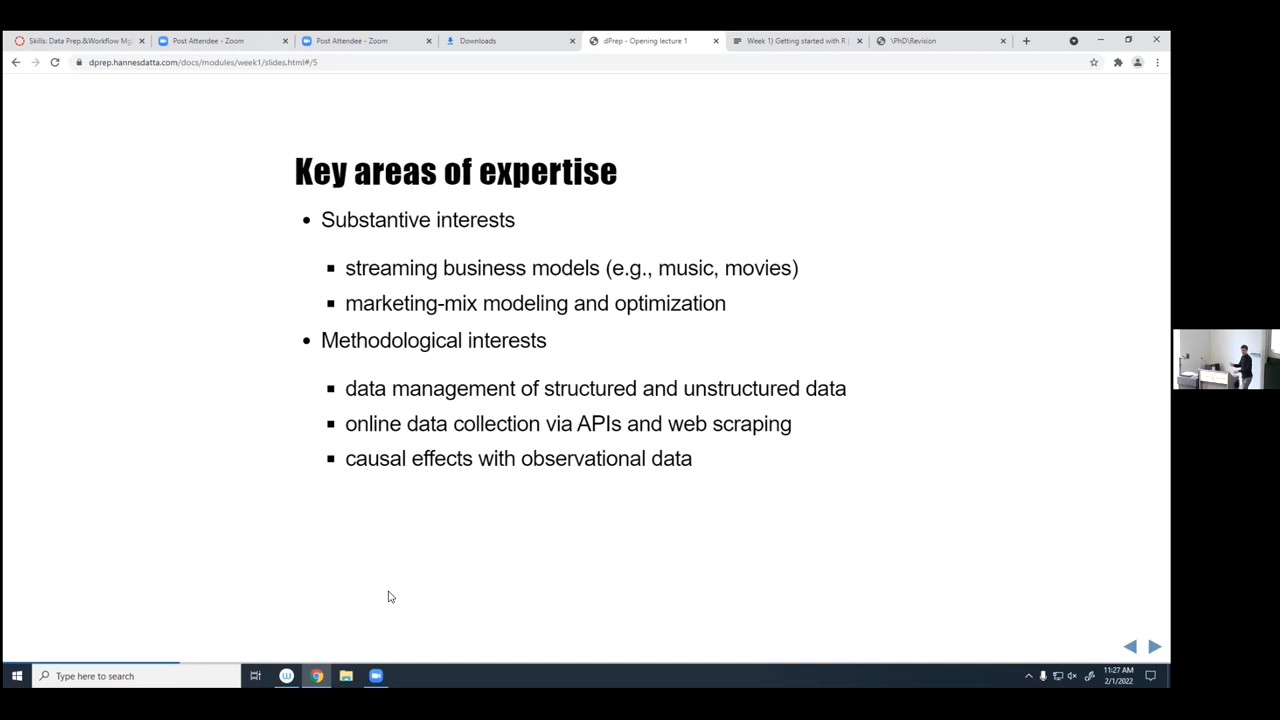 Skills: Data Prep.&Workflow Mg
Post Attendee - Zoom
Post Attendee - Zoom
Downloads
dPrep - Opening lecture 1
Week 1) Getting started with R
\PhD\Revision
dprep.hannesdatta.com/docs/modules/week1/slides.html#/5
Key areas of expertise
Substantive interests
streaming business models (e.g., music, movies)
marketing-mix modeling and optimization
Methodological interests
data management of structured and unstructured data
online data collection via APIs and web scraping
causal effects with observational data
Type here to search
11:27 AM
2/1/2022